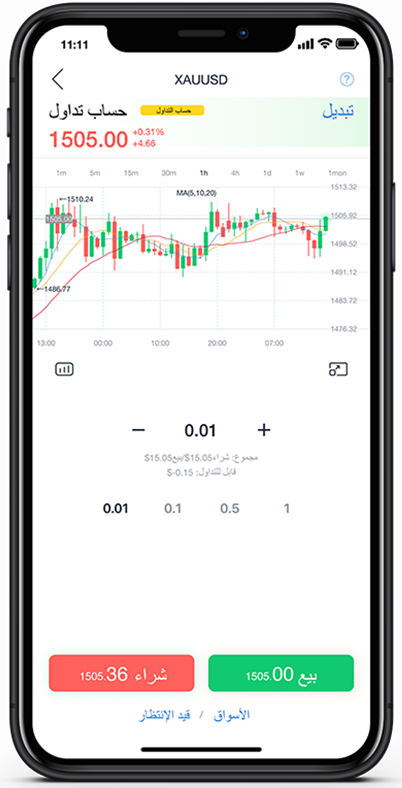 11:11
XAUUSD
?
حساب تداول حساب التداول تبديل
1505.00 +0.31%
+4.66
1m 5m 15m 30m 1h 4h 1d 1w 1mon
MA(5,10,20)
1513.32
1510.24
1505.00
1505.92
1498.52
1491.12
1486.77
1483.72
1476.32
13:00 00:00 10:00 20:00 07:00
− 0.01 +
مجموع: شراء15.05$/بيع15.05$
قابل للتداول: 0.15-$
0.01 0.1 0.5 1
شراء 1505.36
بيع 1505.00
الأسواق / قيد الإنتظار